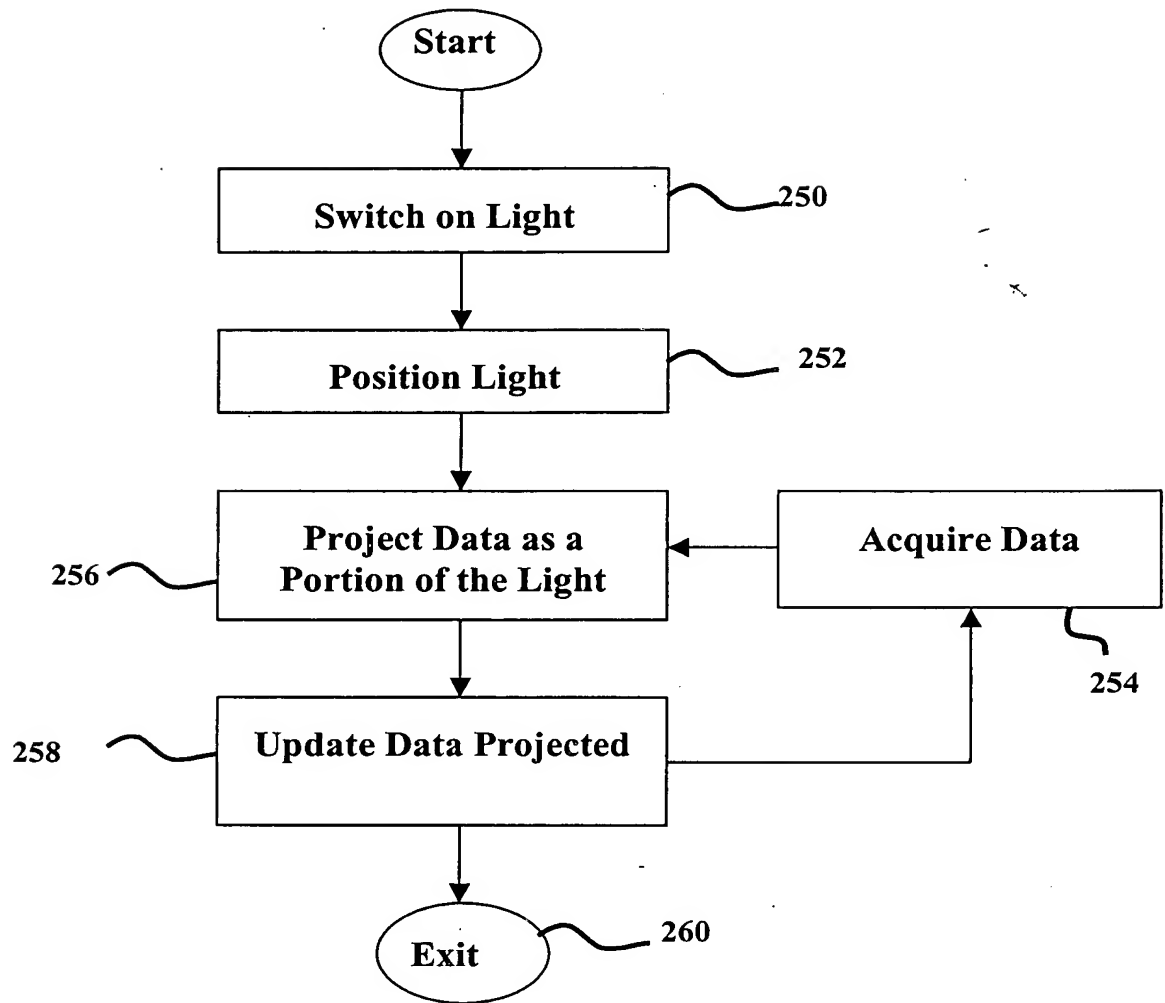 Start
Switch on Light
250
Position Light
252
Project Data as a
Portion of the Light
256
Acquire Data
254
Update Data Projected
258
Exit
260